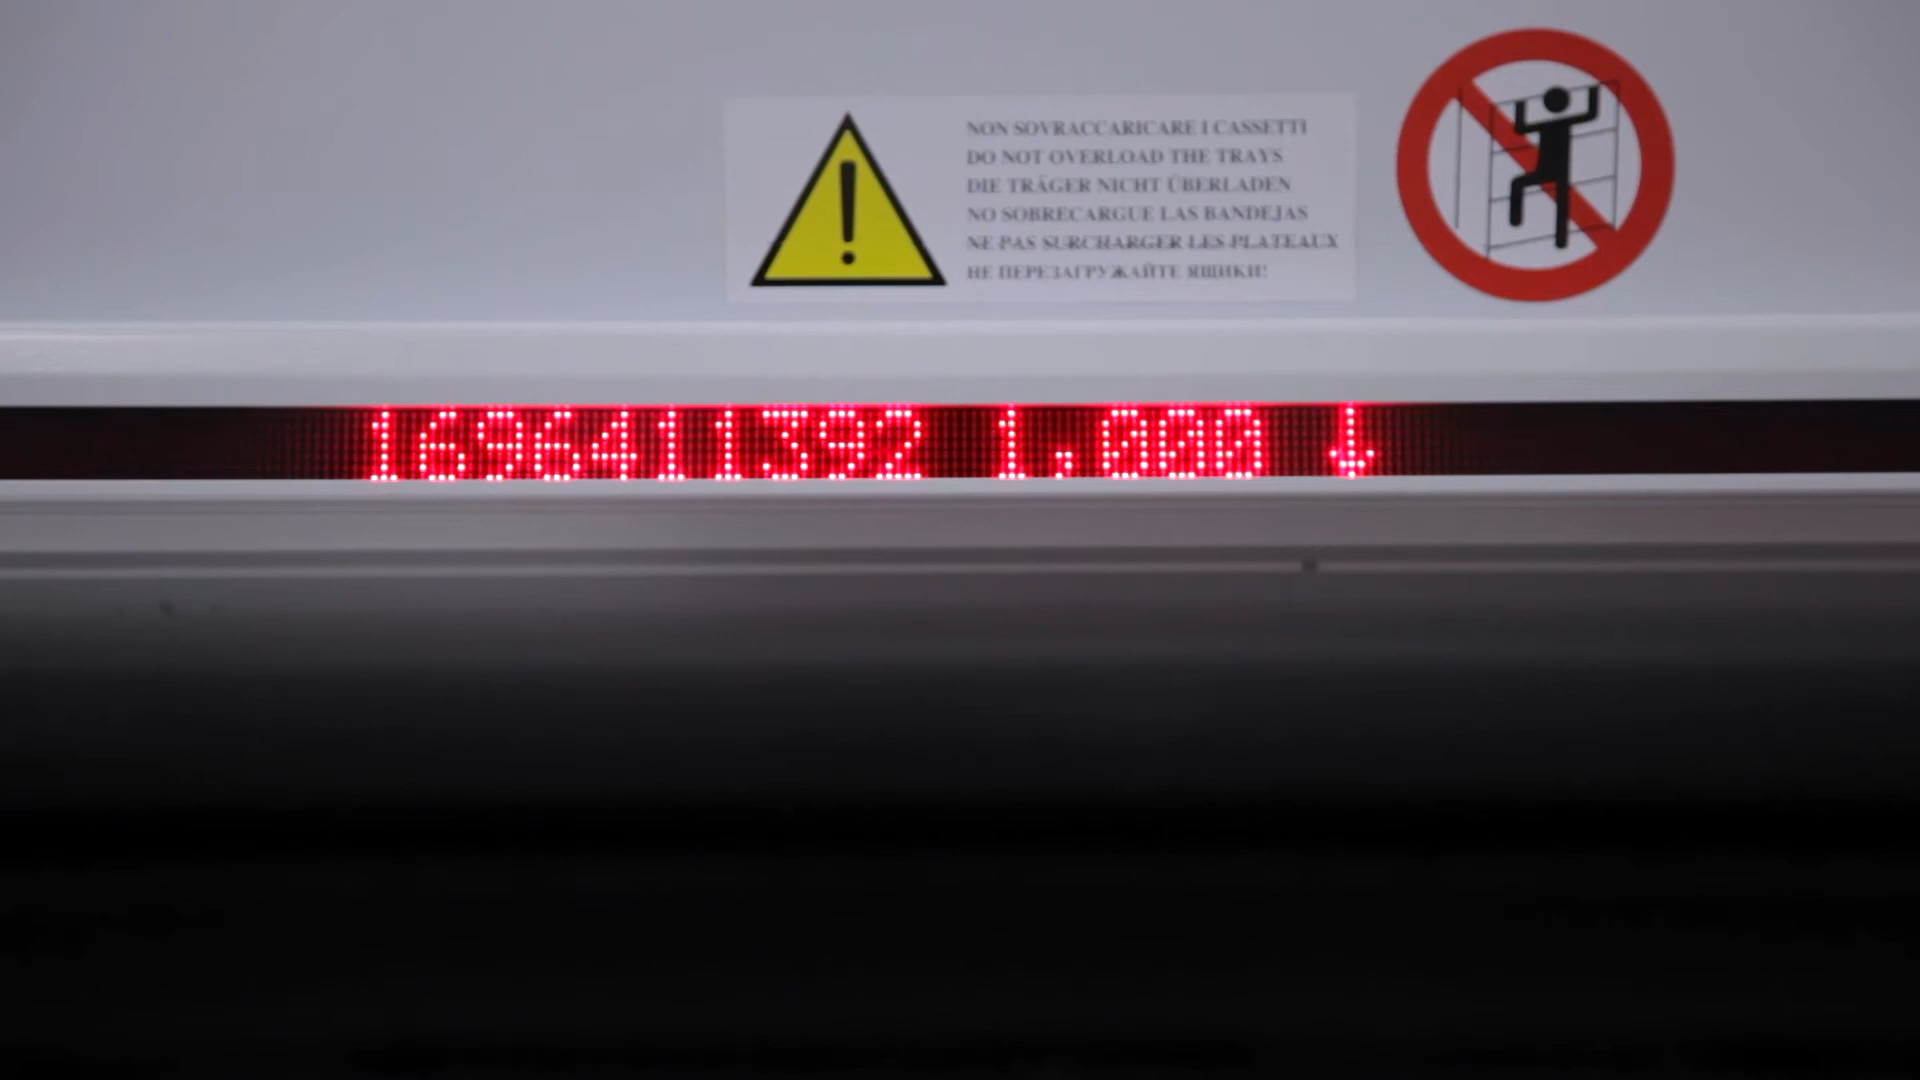 NON SOVRACCARICARE I CASSETTI
DO NOT OVERLOAD THE TRAYS
DIE TRÄGER NICHT ÜBERLADEN
NO SOBRECARGUE LAS BANDEJAS
NE PAS SURCHARGER LES PLATEAUX
НЕ ПЕРЕЗАГРУЖАЙТЕ ЯЩИКИ!
1696411392 1,000 ↓